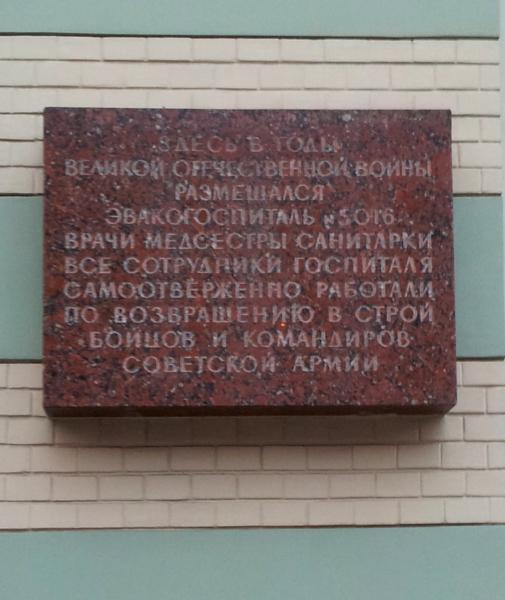 ЗДЕСЬ В ГОДЫ
ВЕЛИКОЙ ОТЕЧЕСТВЕННОЙ ВОЙНЫ
РАЗМЕЩАЛСЯ
ЭВАКОГОСПИТАЛЬ №5016
ВРАЧИ МЕДСЕСТРЫ САНИТАРКИ
ВСЕ СОТРУДНИКИ ГОСПИТАЛЯ
САМООТВЕРЖЕННО РАБОТАЛИ
ПО ВОЗВРАЩЕНИЮ В СТРОЙ
БОЙЦОВ И КОМАНДИРОВ
СОВЕТСКОЙ АРМИИ